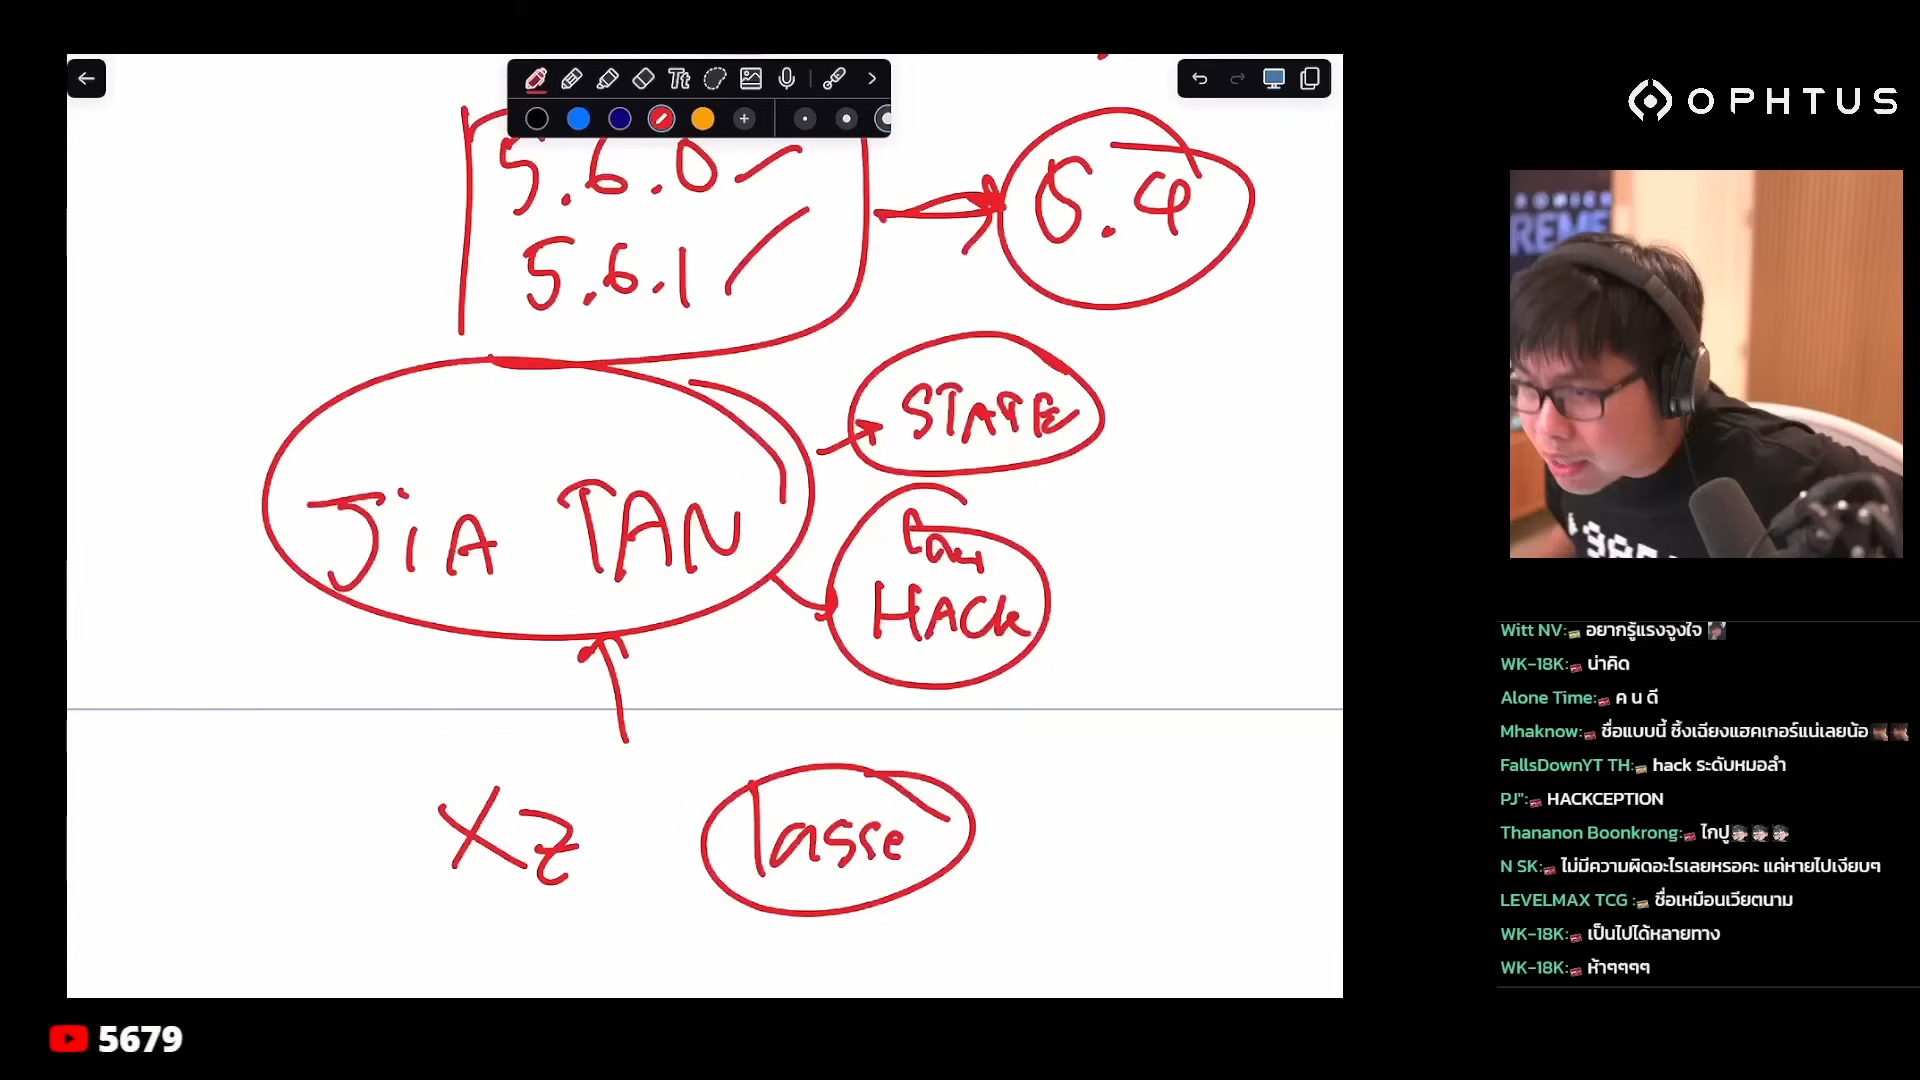 OPHTUS
5.6.0
5.6.1
5.4
STATE
JiA TAN
HACK
XZ
lasse
REME
Witt NV: อยากรู้แรงจูงใจ
WK-18K: น่าคิด
Alone Time: ค น ดี
Mhaknow: ชื่อแบบนี้ ชิ้งเฉียงแฮคเกอร์แน่เลยน้อ
FallsDownYT TH: hack ระดับหมอลำ
PJ": HACKCEPTION
Thananon Boonkrong: ไกปู
N SK: ไม่มีความผิดอะไรเลยหรอคะ แค่หายไปเงียบๆ
LEVELMAX TCG : ชื่อเหมือนเวียตนาม
WK-18K: เป็นไปได้หลายทาง
WK-18K: ห้าๆๆๆๆ
5679